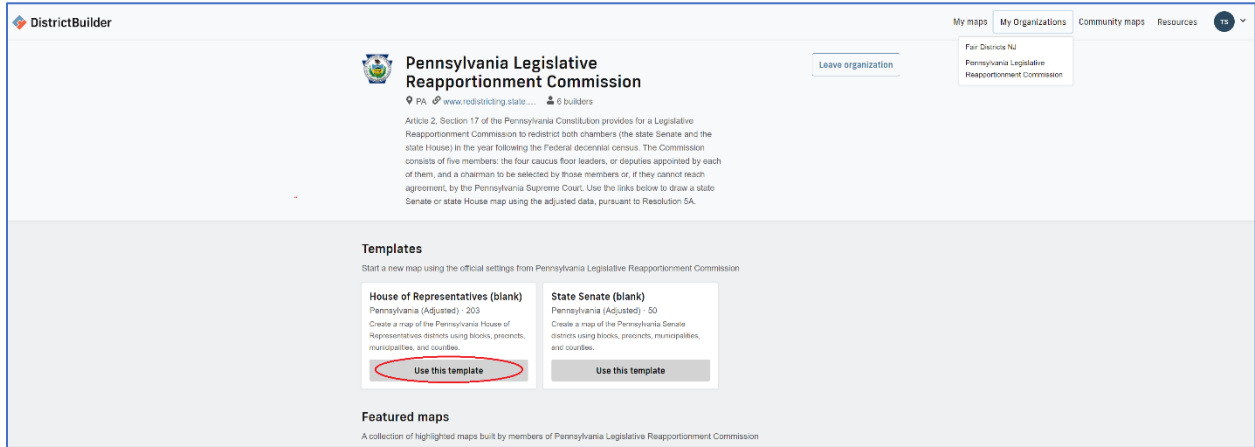 DistrictBuilder
My maps My Organizations Community maps Resources TS
Fair Districts NJ
Pennsylvania Legislative
Reapportionment Commission
Pennsylvania Legislative
Reapportionment Commission
Leave organization
PA www.redistricting.state.... 6 builders
Article 2, Section 17 of the Pennsylvania Constitution provides for a Legislative
Reapportionment Commission to redistrict both chambers (the state Senate and the
state House) in the year following the Federal decennial census. The Commission
consists of five members: the four caucus floor leaders, or deputies appointed by each
of them, and a chairman to be selected by those members or, if they cannot reach
agreement, by the Pennsylvania Supreme Court. Use the links below to draw a state
Senate or state House map using the adjusted data, pursuant to Resolution 5A.
Templates
Start a new map using the official settings from Pennsylvania Legislative Reapportionment Commission
House of Representatives (blank)
Pennsylvania (Adjusted) · 203
Create a map of the Pennsylvania House of
Representatives districts using blocks, precincts,
municipalities, and counties.
Use this template
State Senate (blank)
Pennsylvania (Adjusted) · 50
Create a map of the Pennsylvania Senate
districts using blocks, precincts, municipalities,
and counties.
Use this template
Featured maps
A collection of highlighted maps built by members of Pennsylvania Legislative Reapportionment Commission